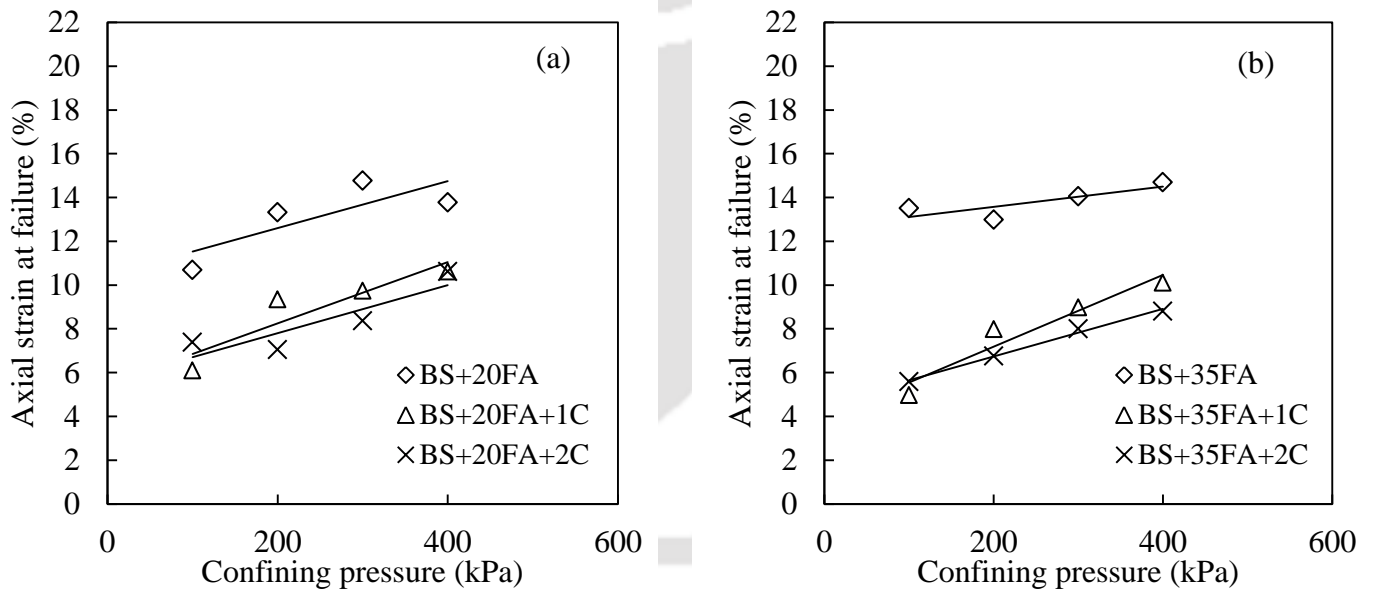 (a)
Axial strain at failure (%)
22
20
18
16
14
12
10
8
6
4
2
0
BS+20FA
BS+20FA+1C
BS+20FA+2C
0 200 400 600
Confining pressure (kPa)
(b)
Axial strain at failure (%)
22
20
18
16
14
12
10
8
6
4
2
0
BS+35FA
BS+35FA+1C
BS+35FA+2C
0 200 400 600
Confining pressure (kPa)